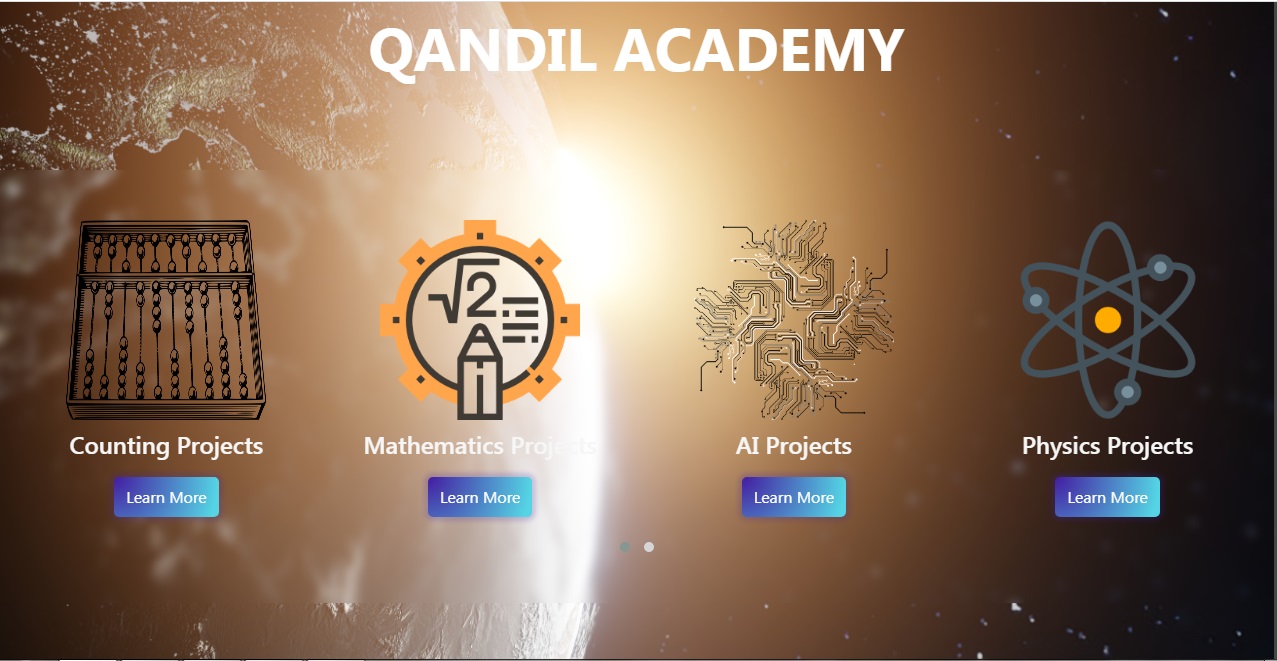 QANDIL ACADEMY
√2
Counting Projects
Mathematics Projects
AI Projects
Physics Projects
Learn More
Learn More
Learn More
Learn More